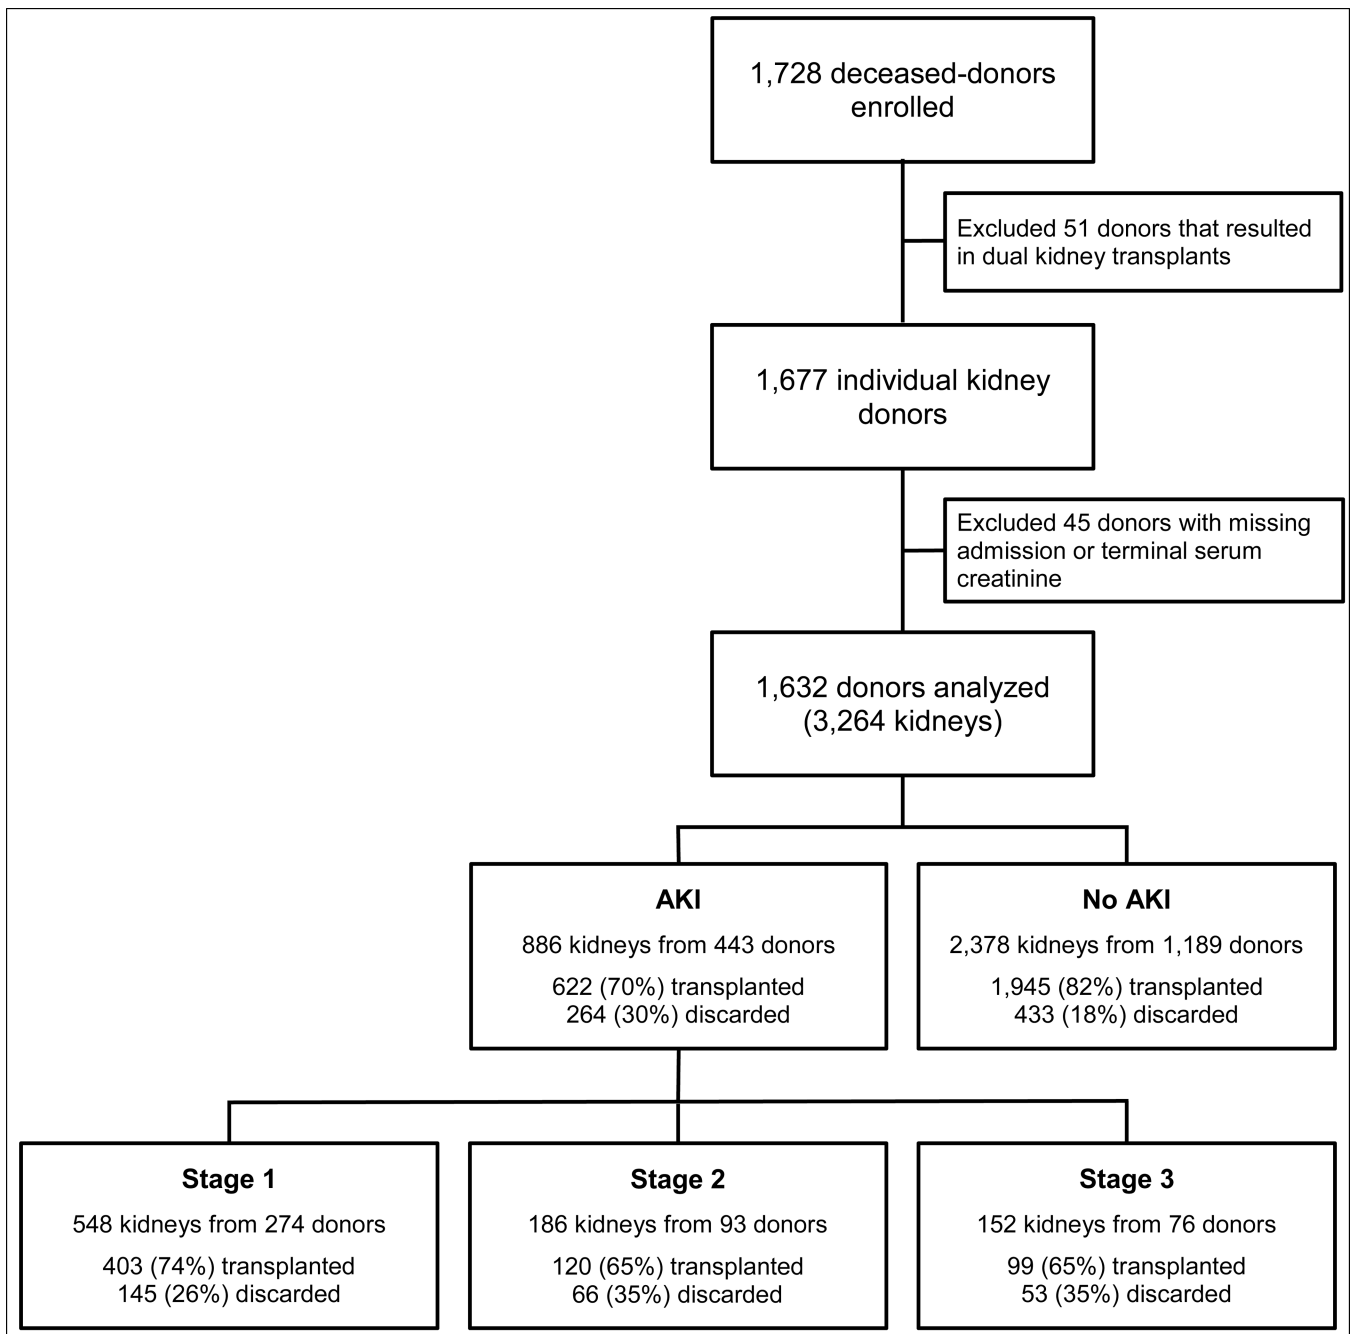 1,728 deceased-donors
enrolled
Excluded 51 donors that resulted
in dual kidney transplants
1,677 individual kidney
donors
Excluded 45 donors with missing
admission or terminal serum
creatinine
1,632 donors analyzed
(3,264 kidneys)
AKI
886 kidneys from 443 donors
622 (70%) transplanted
264 (30%) discarded
No AKI
2,378 kidneys from 1,189 donors
1,945 (82%) transplanted
433 (18%) discarded
Stage 1
548 kidneys from 274 donors
403 (74%) transplanted
145 (26%) discarded
Stage 2
186 kidneys from 93 donors
120 (65%) transplanted
66 (35%) discarded
Stage 3
152 kidneys from 76 donors
99 (65%) transplanted
53 (35%) discarded